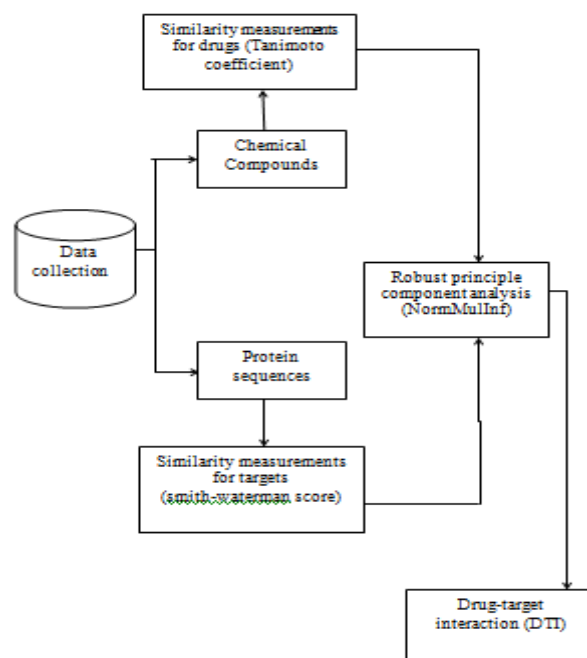 Similarity measurements
for drugs (Tanimoto
coefficient)
Chemical
Compounds
Data
collection
Robust principle
component analysis
(NormMulInf)
Protein
sequences
Similarity measurements
for targets
(smith-waterman score)
Drug-target
interaction (DTI)